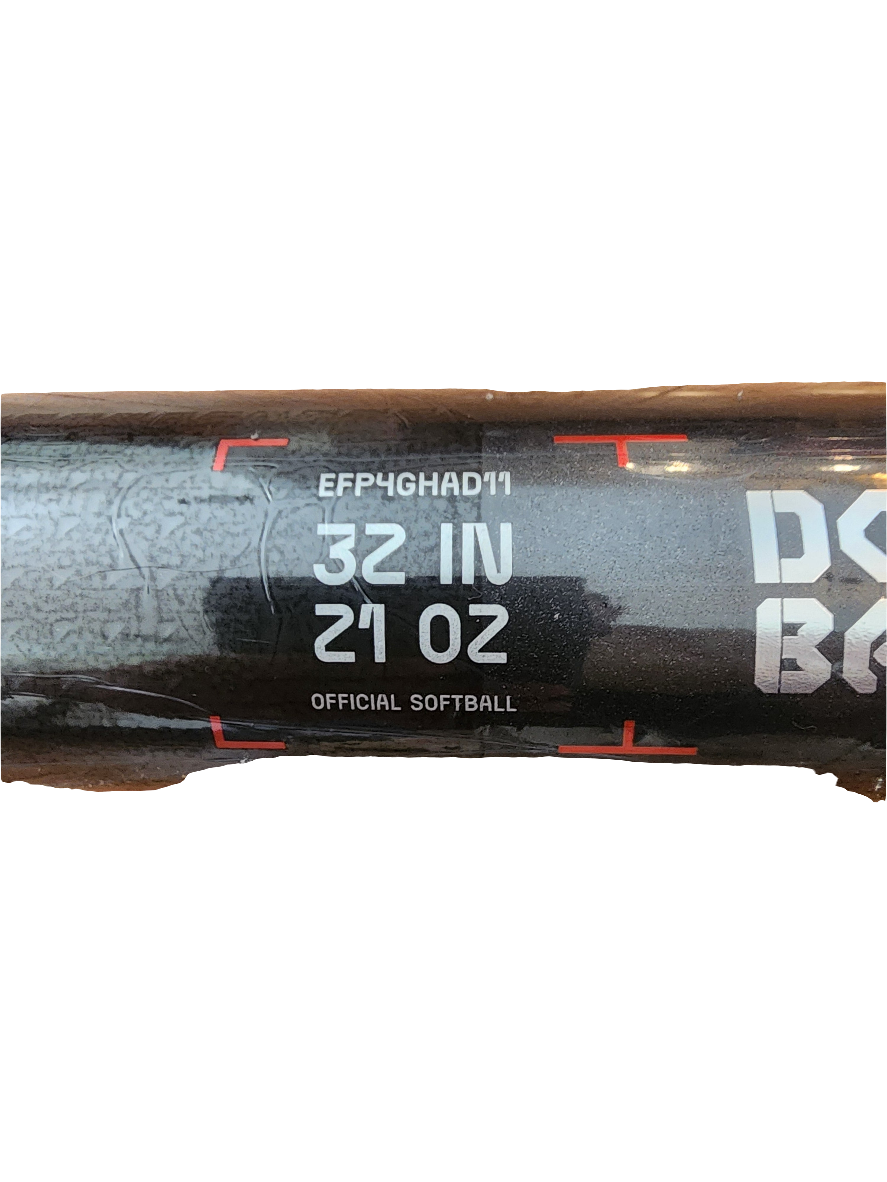 EFP4GHAD11
32 IN
21 OZ
OFFICIAL SOFTBALL